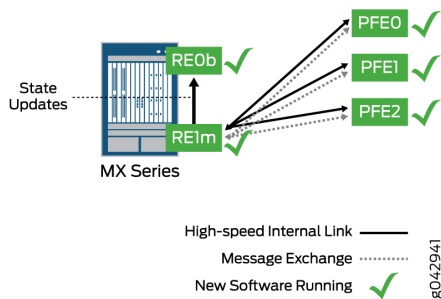 PFE0
RE0b
PFE1
State
Updates
PFE2
RE1m
MX Series
High-speed Internal Link
Message Exchange
New Software Running
g042941